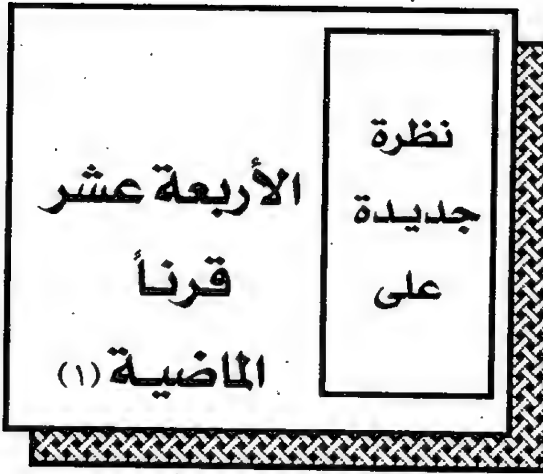 نظرة
جديدة
على
الأربعة عشر
قرناً
الماضية (١)